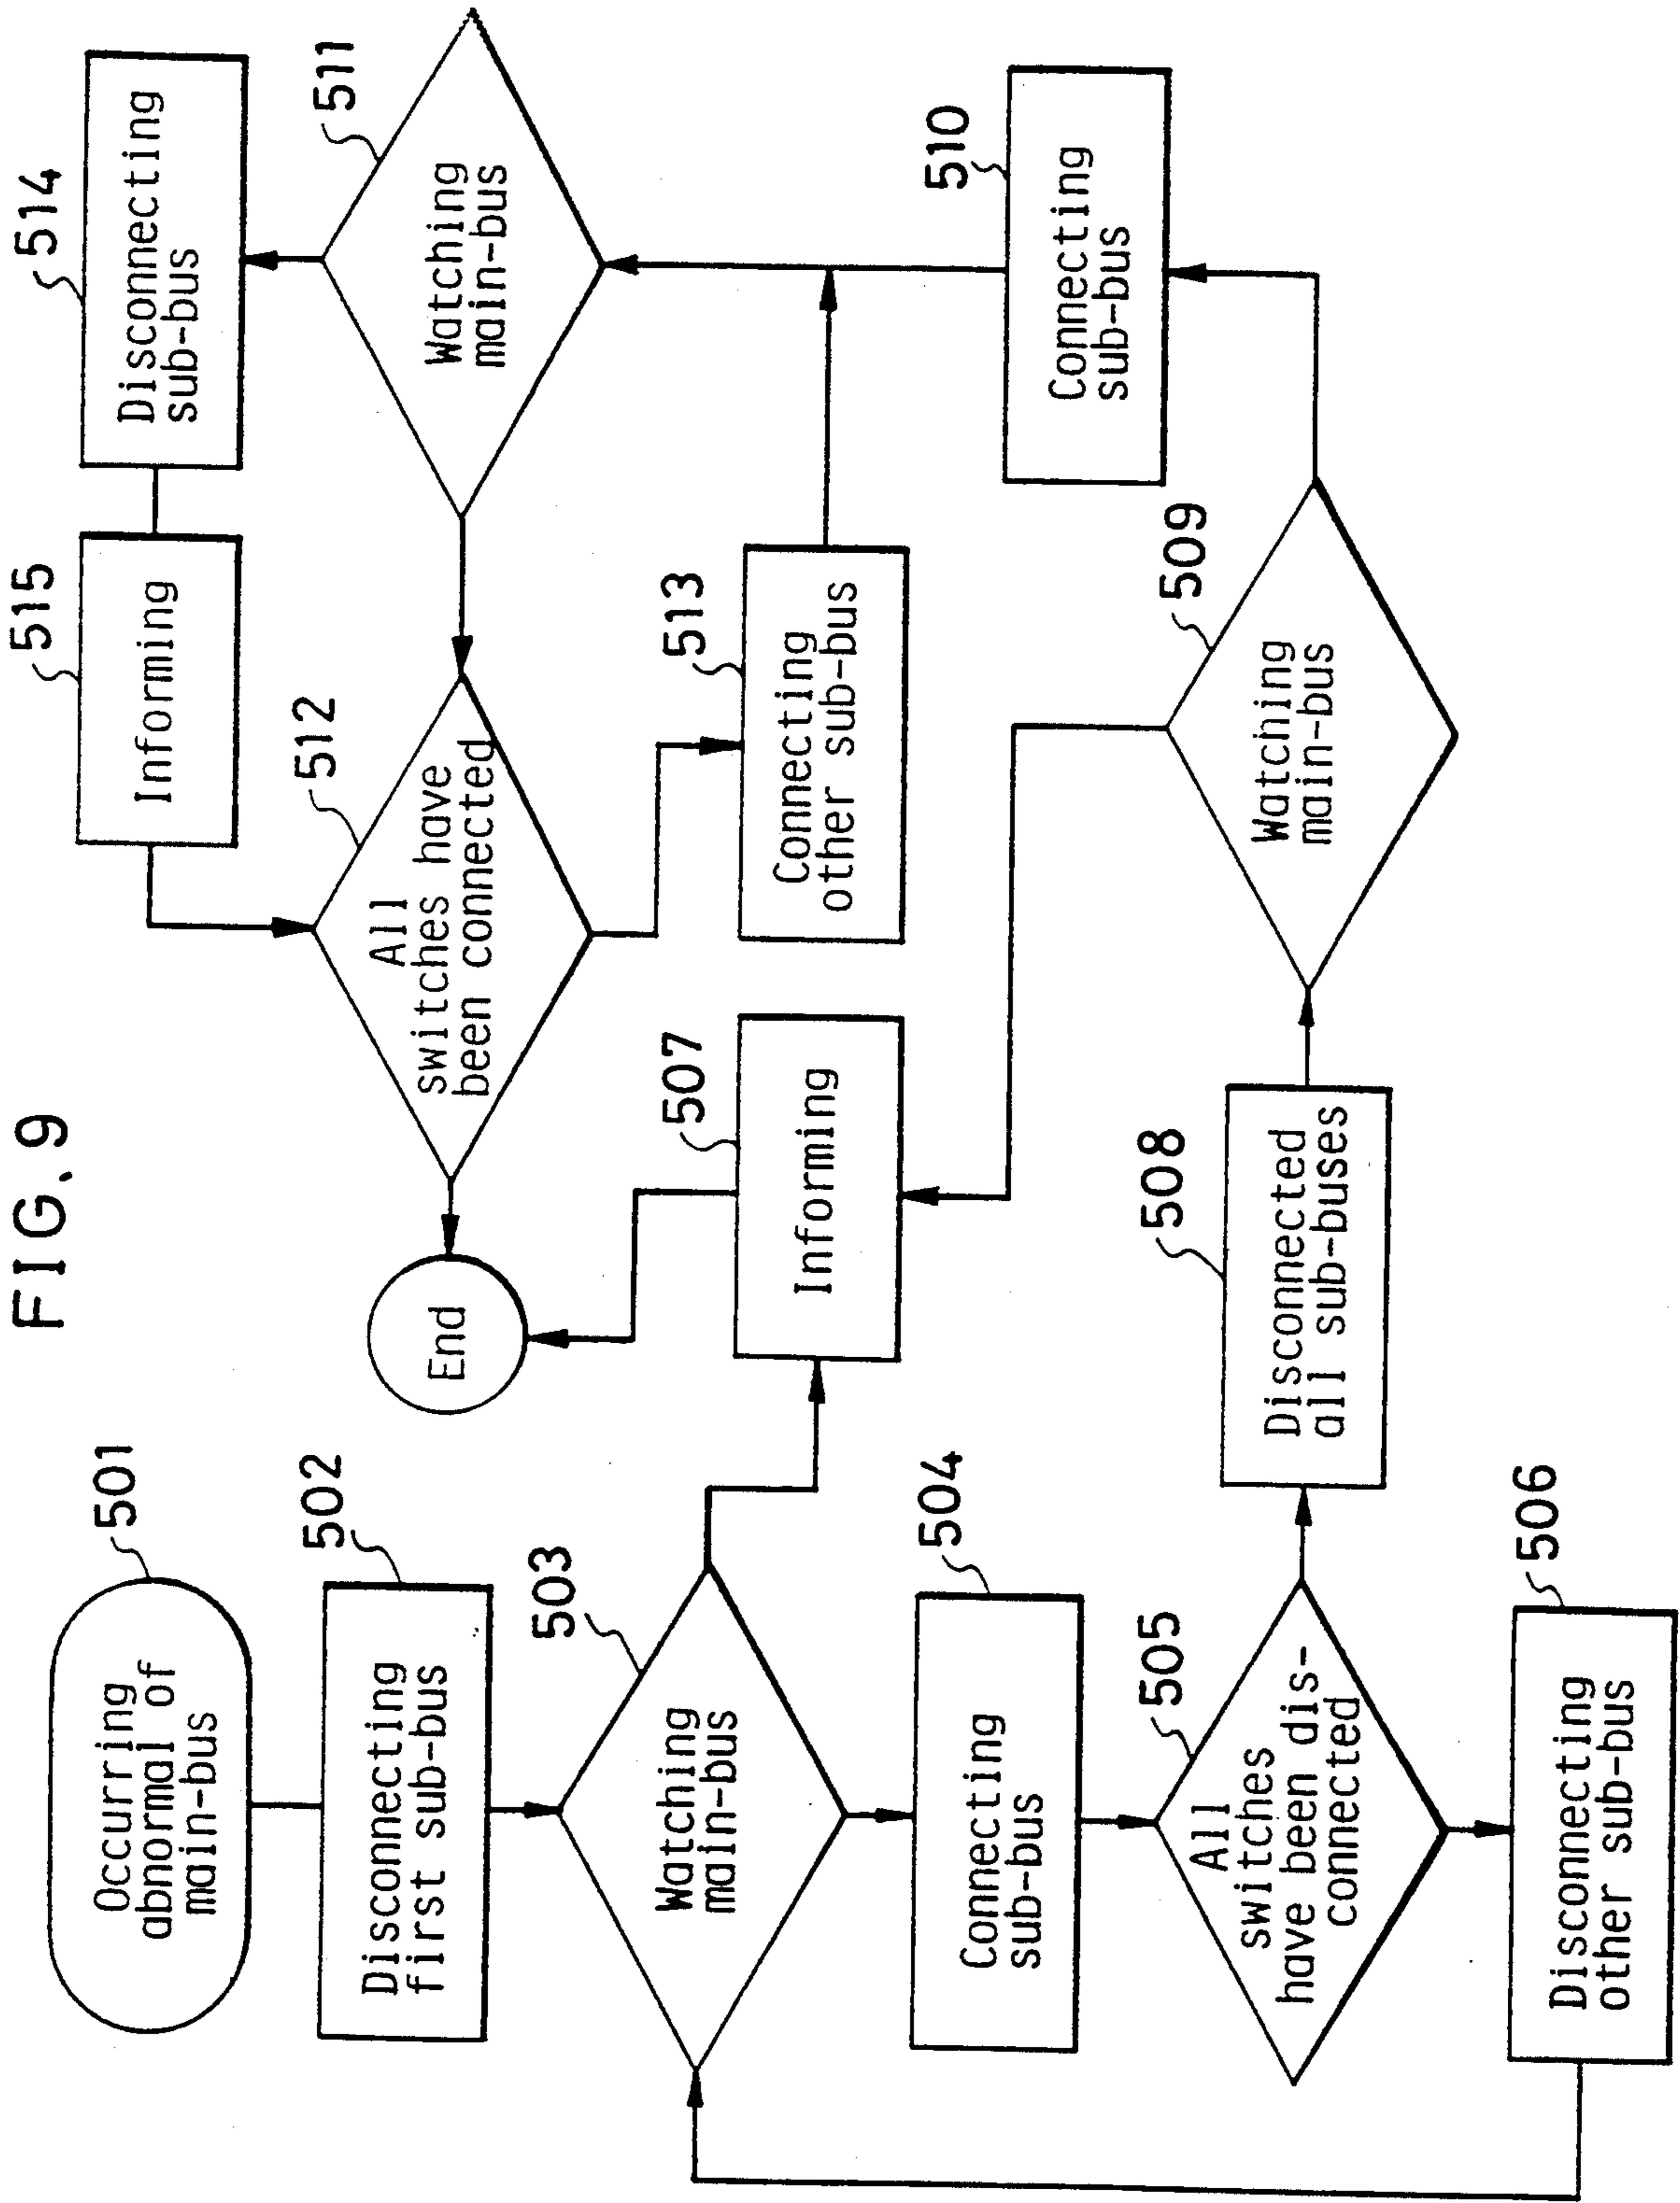 FIG. 9
501
Occurring
abnormal of
main-bus
502
Disconnecting
first sub-bus
503
Watching
main-bus
504
Connecting
sub-bus
505
All
switches
have been dis-
connected
506
Disconnecting
other sub-bus
End
507
Informing
508
Disconnected
all sub-buses
509
Watching
main-bus
510
Connecting
sub-bus
511
Watching
main-bus
512
All
switches have
been connected
513
Connecting
other sub-bus
514
Disconnecting
sub-bus
515
Informing